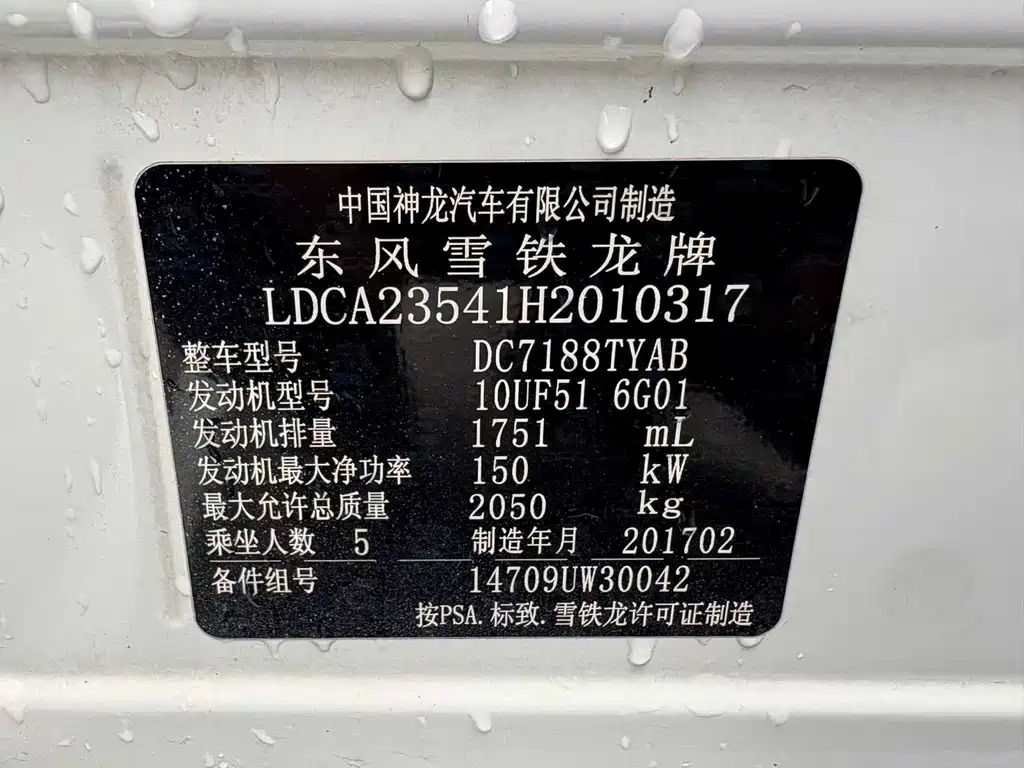 中国神龙汽车有限公司制造
东风雪铁龙牌
LDCA23541H2010317
整车型号 DC7188TYAB
发动机型号 10UF51 6G01
发动机排量 1751 mL
发动机最大净功率 150 kW
最大允许总质量 2050 kg
乘坐人数 5 制造年月 201702
备件组号 14709UW30042
按PSA.标致.雪铁龙许可证制造